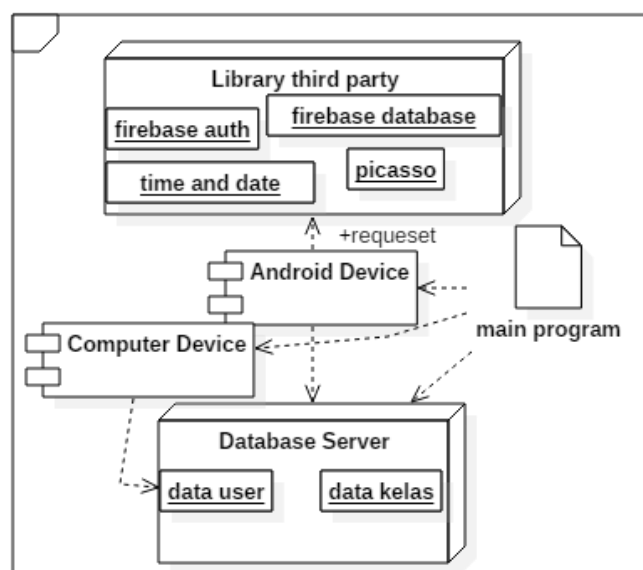 Library third party
firebase database
firebase auth
picasso
time and date
+requeset
Android Device
main program
Computer Device
Database Server
data user
data kelas